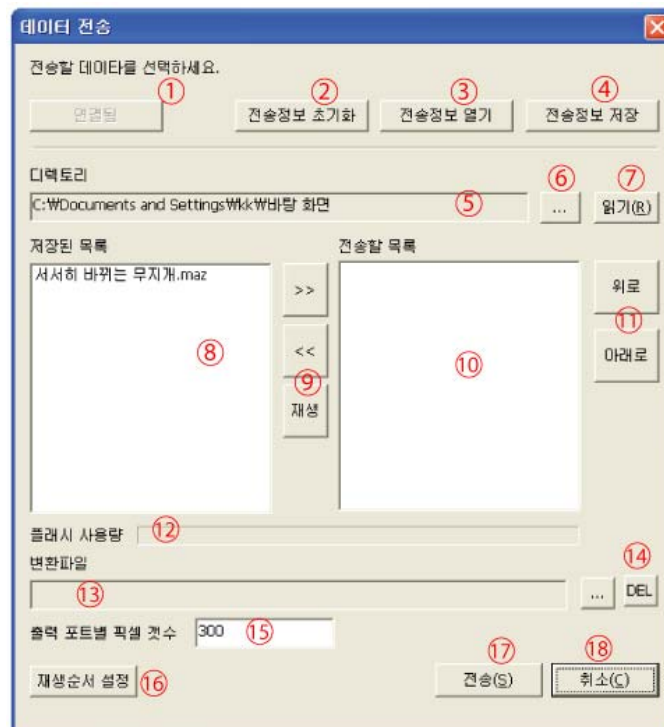 데이터 전송
전송할 데이터를 선택하세요.
① ② ③ ④
연결됨 전송정보 초기화 전송정보 열기 전송정보 저장
디렉토리 ⑥ ⑦
C:₩Documents and Settings₩kk₩바탕 화면 ⑤ ... 읽기(R)
저장된 목록 전송할 목록
서서히 바뀌는 무지개.maz >> 위로
⑧ << ⑩ ⑪ 아래로
⑨
재생
플래시 사용량 ⑫
변환파일 ⑭
⑬ ... DEL
출력 포트별 픽셀 갯수 300 ⑮
⑰ ⑱
재생순서 설정 ⑯ 전송(S) 취소(C)